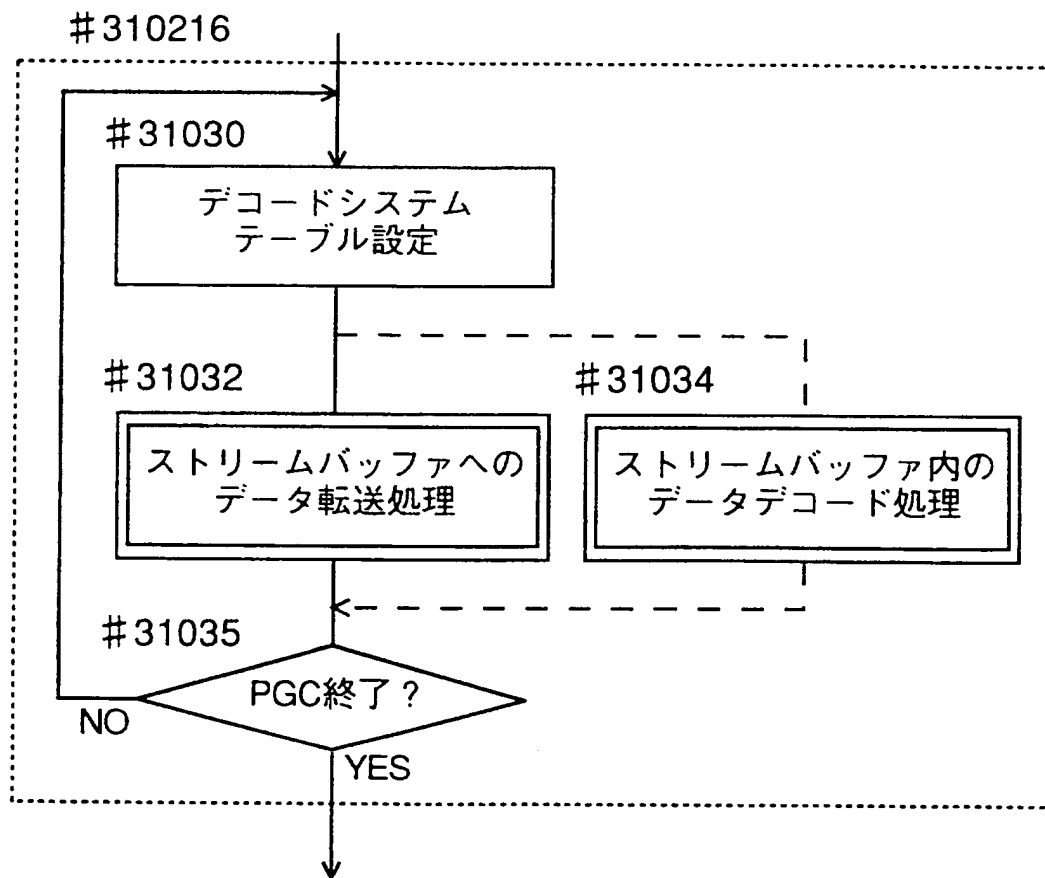 #310216
#31030
デコードシステム
テーブル設定
#31032
ストリームバッファへの
データ転送処理
#31034
ストリームバッファ内の
データデコード処理
#31035
PGC終了?
NO
YES